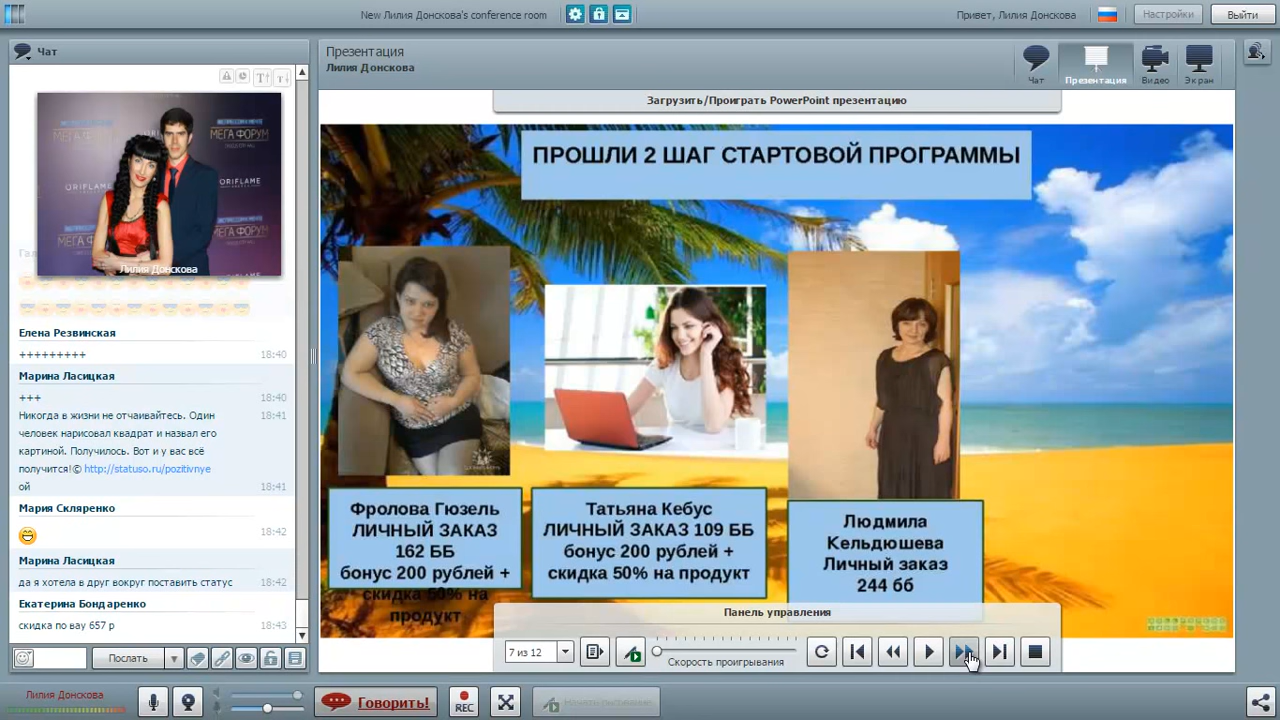 New Лилия Донскова's conference room
Привет, Лилия Донскова
Настройки
Выйти
Чат
Презентация
Лилия Донскова
Чат
Презентация
Видео
Экран
Загрузить/Проиграть PowerPoint презентацию
МЕГА ФОРУМ
ORIFLAME
Лилия Донскова
Елена Резвинская
+++++++++ 18:40
Марина Ласицкая
+++ 18:40
Никогда в жизни не отчаивайтесь. Один 18:41
человек нарисовал квадрат и назвал его
картиной. Получилось. Вот и у вас всё
получится!© http://statuso.ru/pozitivnye
ой 18:41
Мария Скляренко
18:42
Марина Ласицкая
да я хотела в друг вокруг поставить статус 18:42
Екатерина Бондаренко
скидка по вау 657 р 18:43
Послать
ПРОШЛИ 2 ШАГ СТАРТОВОЙ ПРОГРАММЫ
Фролова Гюзель
ЛИЧНЫЙ ЗАКАЗ
162 ББ
бонус 200 рублей +
скидка 50% на
продукт
Татьяна Кебус
ЛИЧНЫЙ ЗАКАЗ 109 ББ
бонус 200 рублей +
скидка 50% на продукт
Людмила
Кельдюшева
Личный заказ
244 бб
Панель управления
7 из 12
Скорость проигрывания
Лилия Донскова
Говорить!
REC